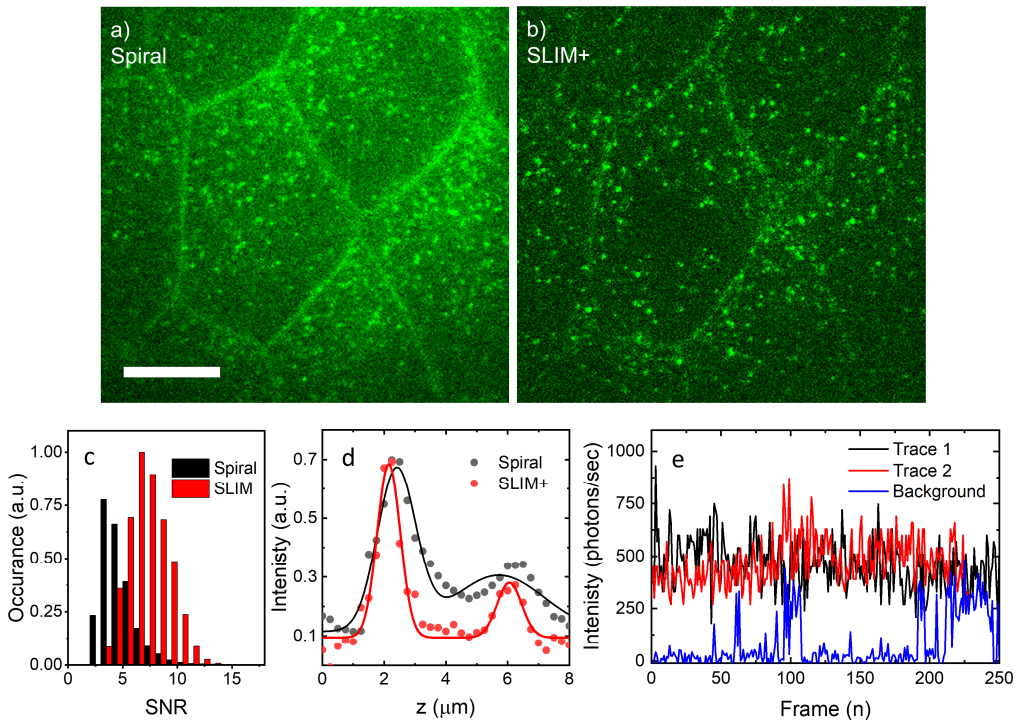 a)
Spiral
b)
SLIM+
c
Spiral
SLIM
1.00
0.75
0.50
0.25
0.00
Occurance (a.u.)
0
5
10
15
SNR
d
Spiral
SLIM+
0.7
0.5
0.3
0.1
Intenisty (a.u.)
0
2
4
6
8
z (μm)
e
Trace 1
Trace 2
Background
1000
750
500
250
0
Intenisty (photons/sec)
0
50
100
150
200
250
Frame (n)